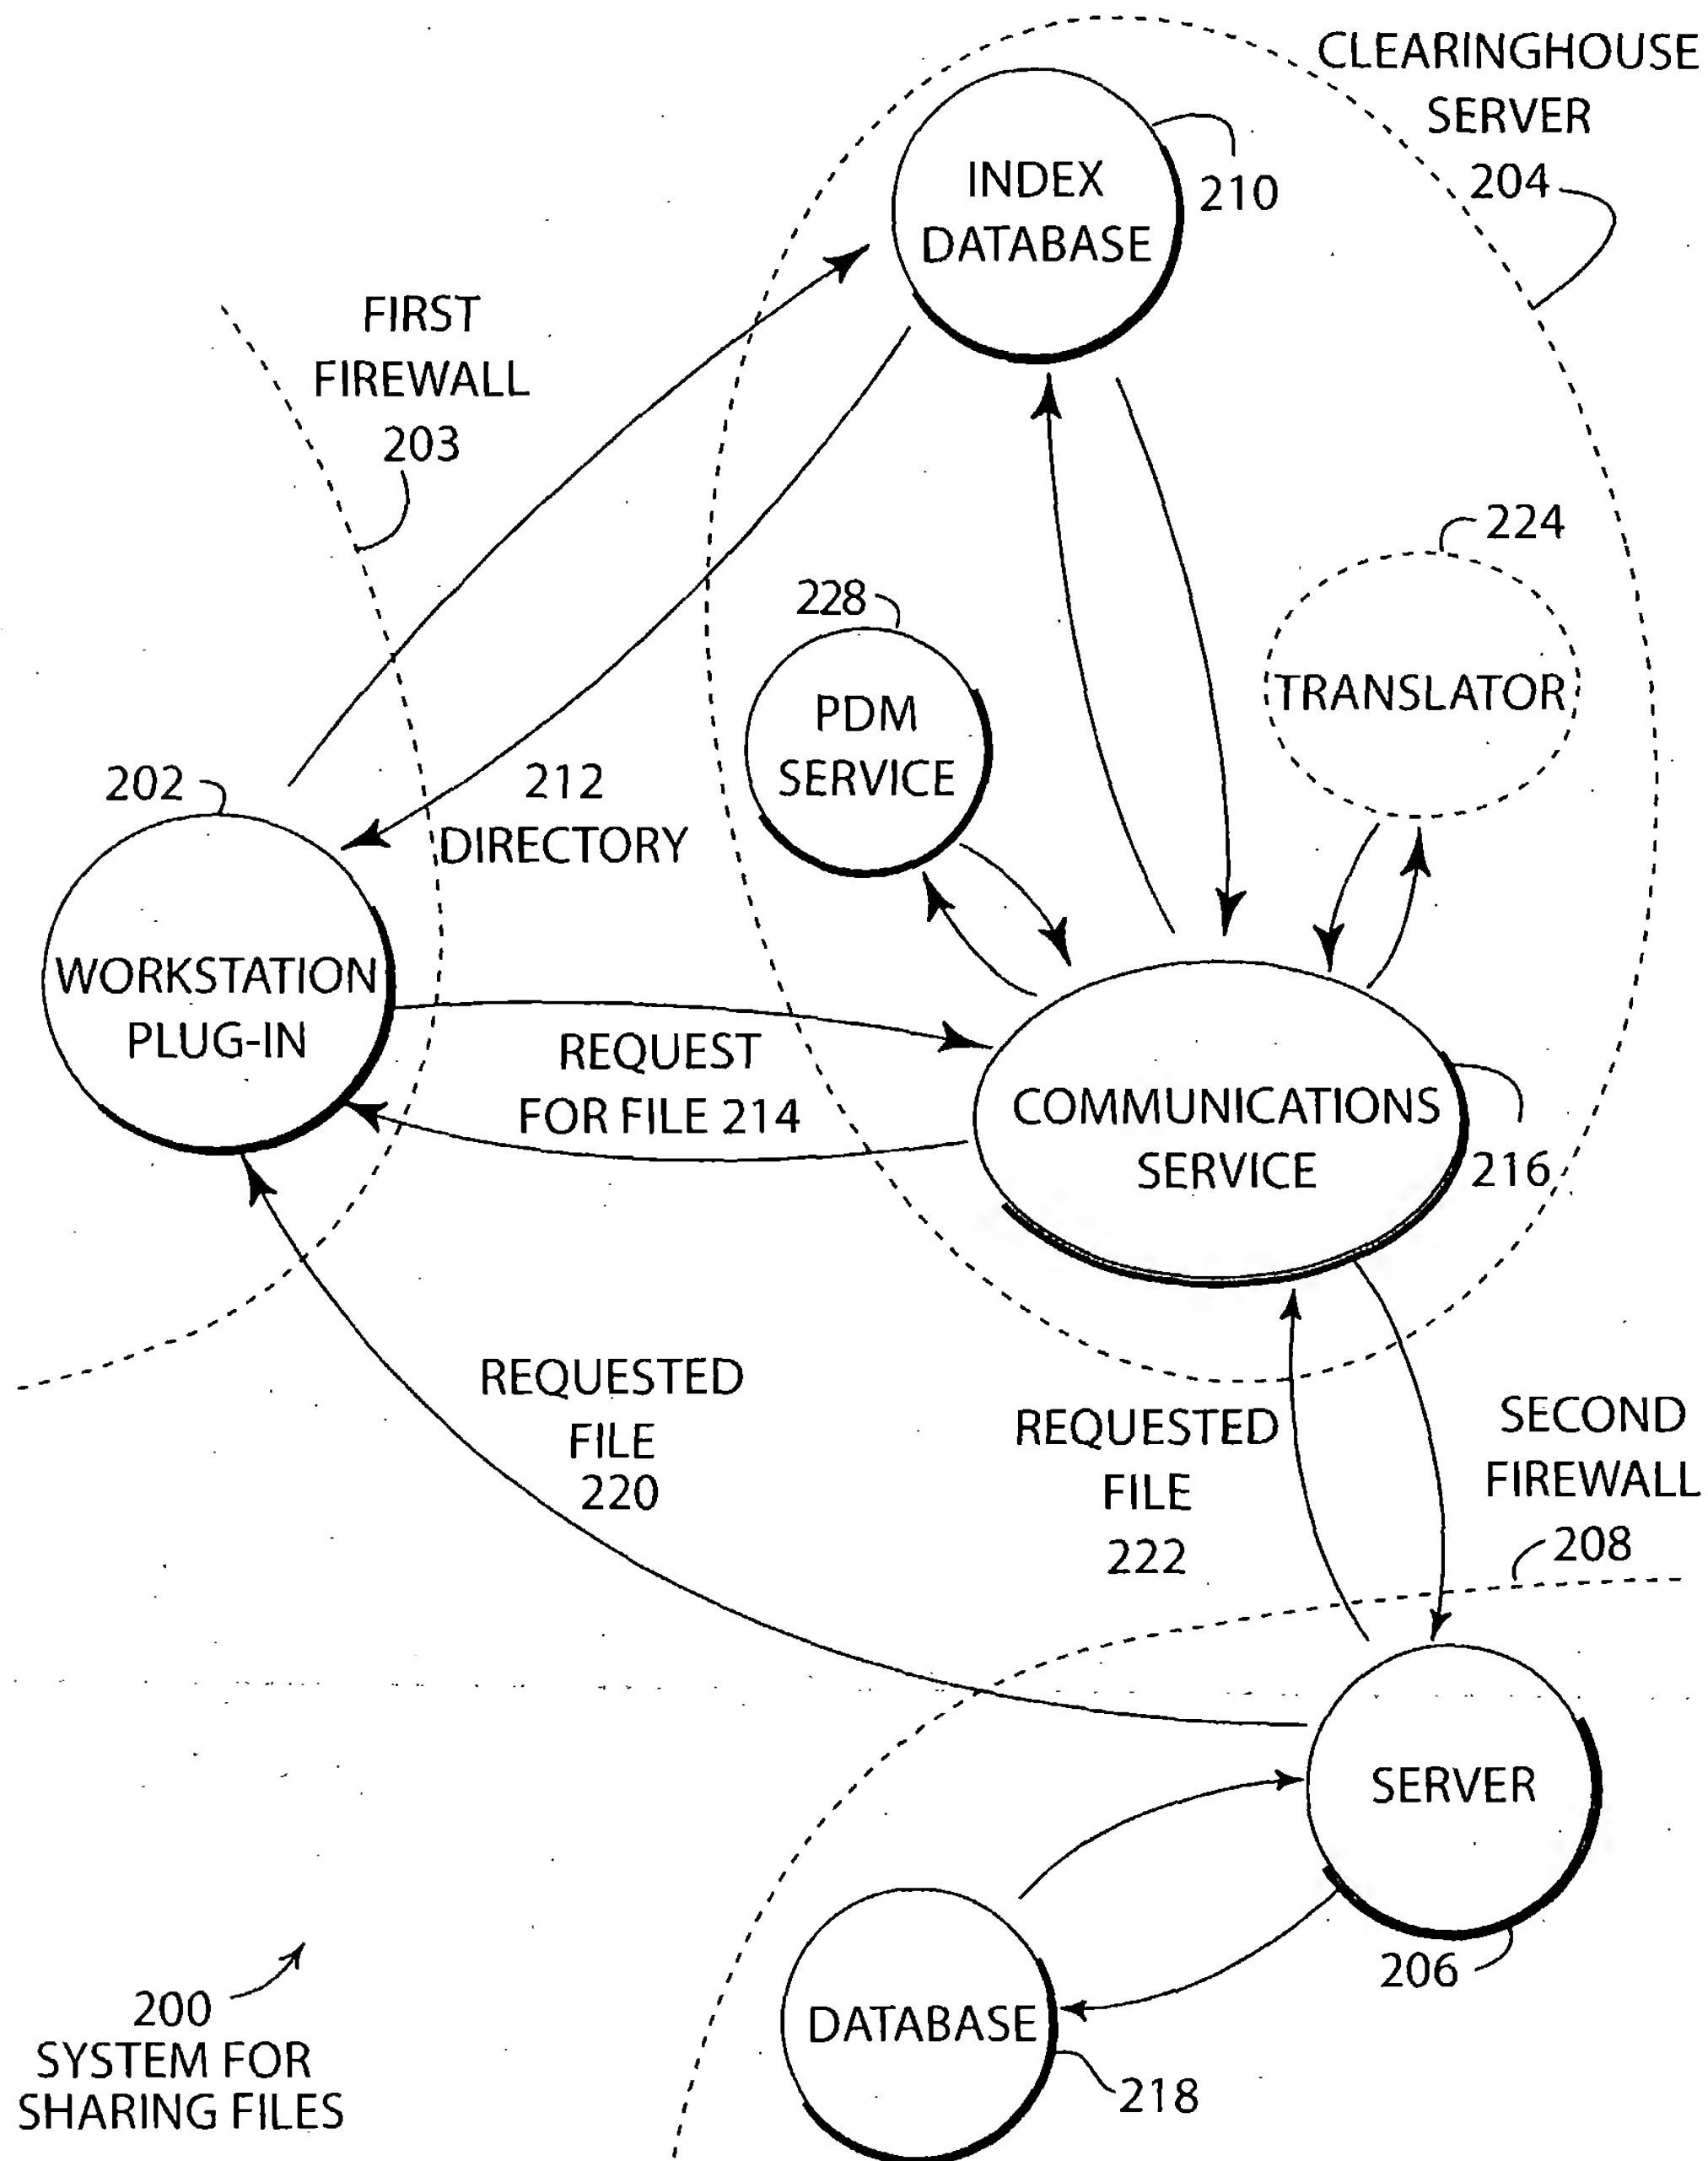 CLEARINGHOUSE
SERVER
204
INDEX
DATABASE
210
FIRST
FIREWALL
203
224
TRANSLATOR
228
PDM
SERVICE
212
DIRECTORY
202
WORKSTATION
PLUG-IN
REQUEST
FOR FILE 214
COMMUNICATIONS
SERVICE
216
REQUESTED
FILE
220
REQUESTED
FILE
222
SECOND
FIREWALL
208
SERVER
206
DATABASE
218
200
SYSTEM FOR
SHARING FILES